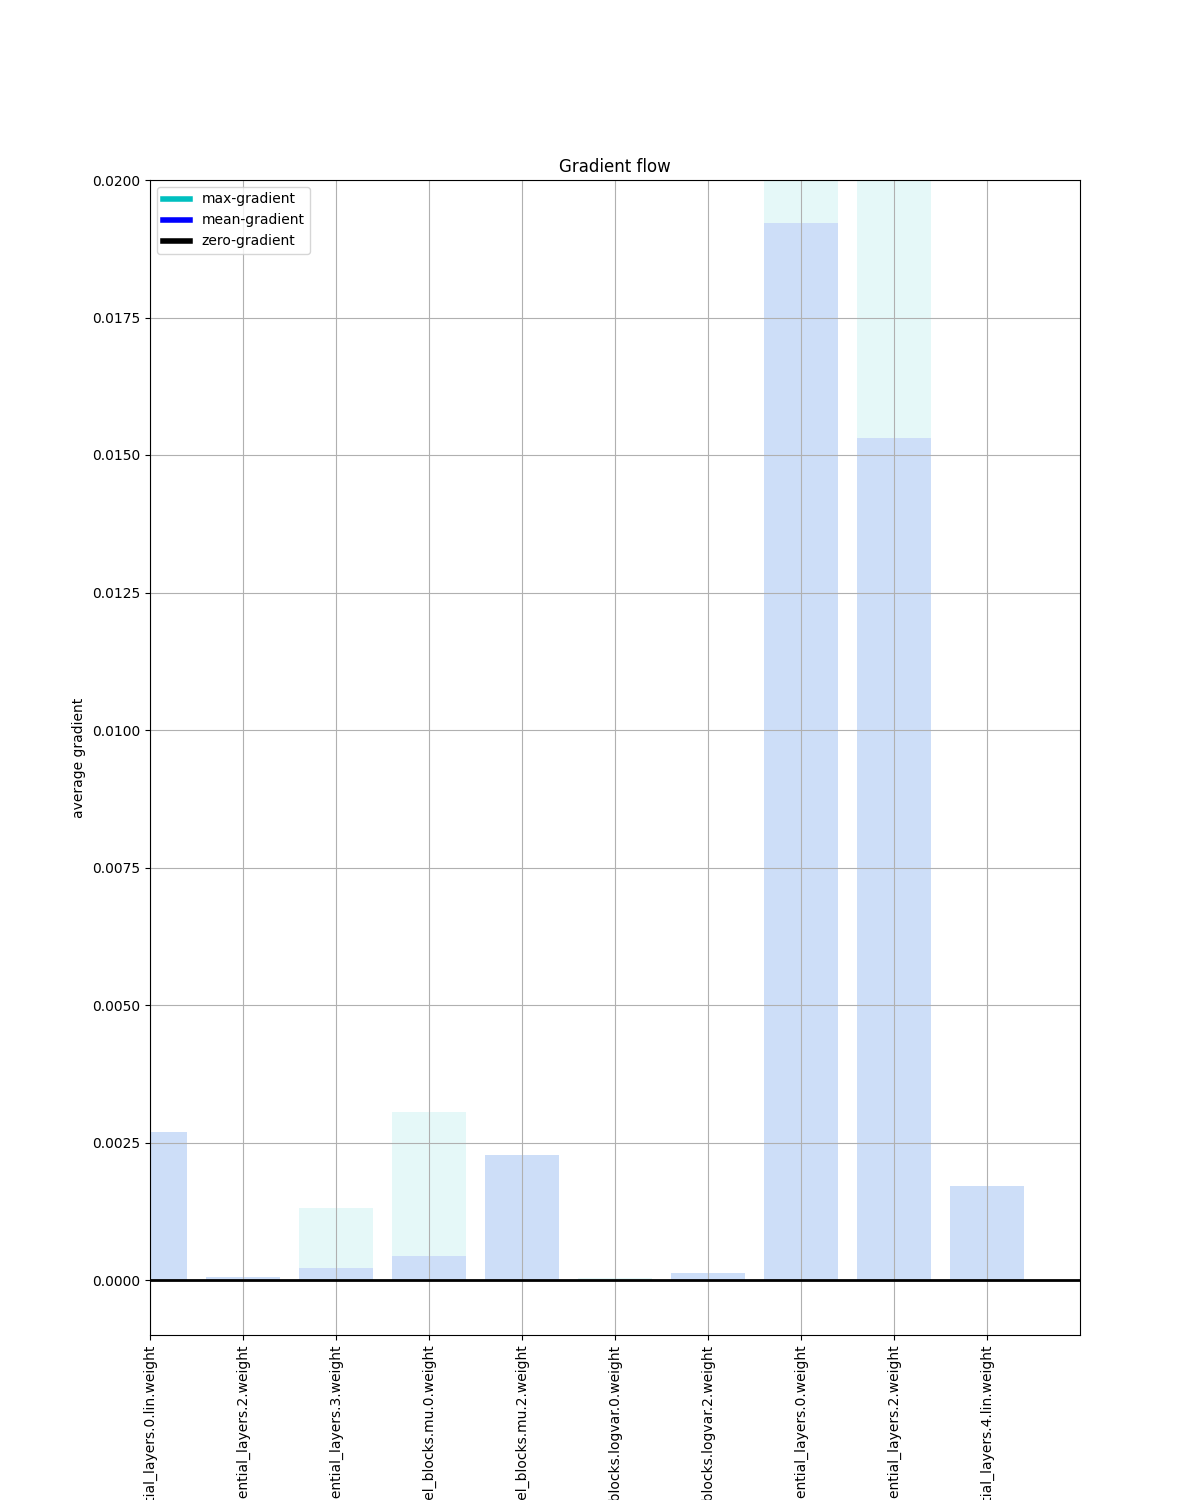 Gradient flow
max-gradient
mean-gradient
zero-gradient
0.0200
0.0175
0.0150
0.0125
0.0100
0.0075
0.0050
0.0025
0.0000
average gradient
tial_layers.0.lin.weight
ential_layers.2.weight
ential_layers.3.weight
el_blocks.mu.0.weight
el_blocks.mu.2.weight
blocks.logvar.0.weight
blocks.logvar.2.weight
ential_layers.0.weight
ential_layers.2.weight
tial_layers.4.lin.weight